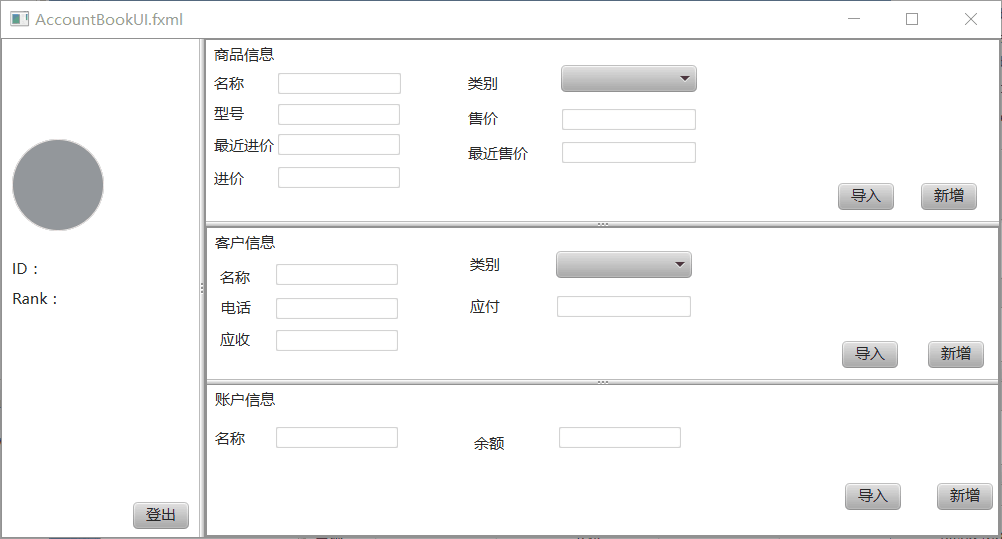 AccountBookUI.fxml
ID：
Rank：
登出
商品信息
名称
类别
型号
售价
最近进价
最近售价
进价
导入 新增
客户信息
名称
类别
电话
应付
应收
导入 新增
账户信息
名称
余额
导入 新增